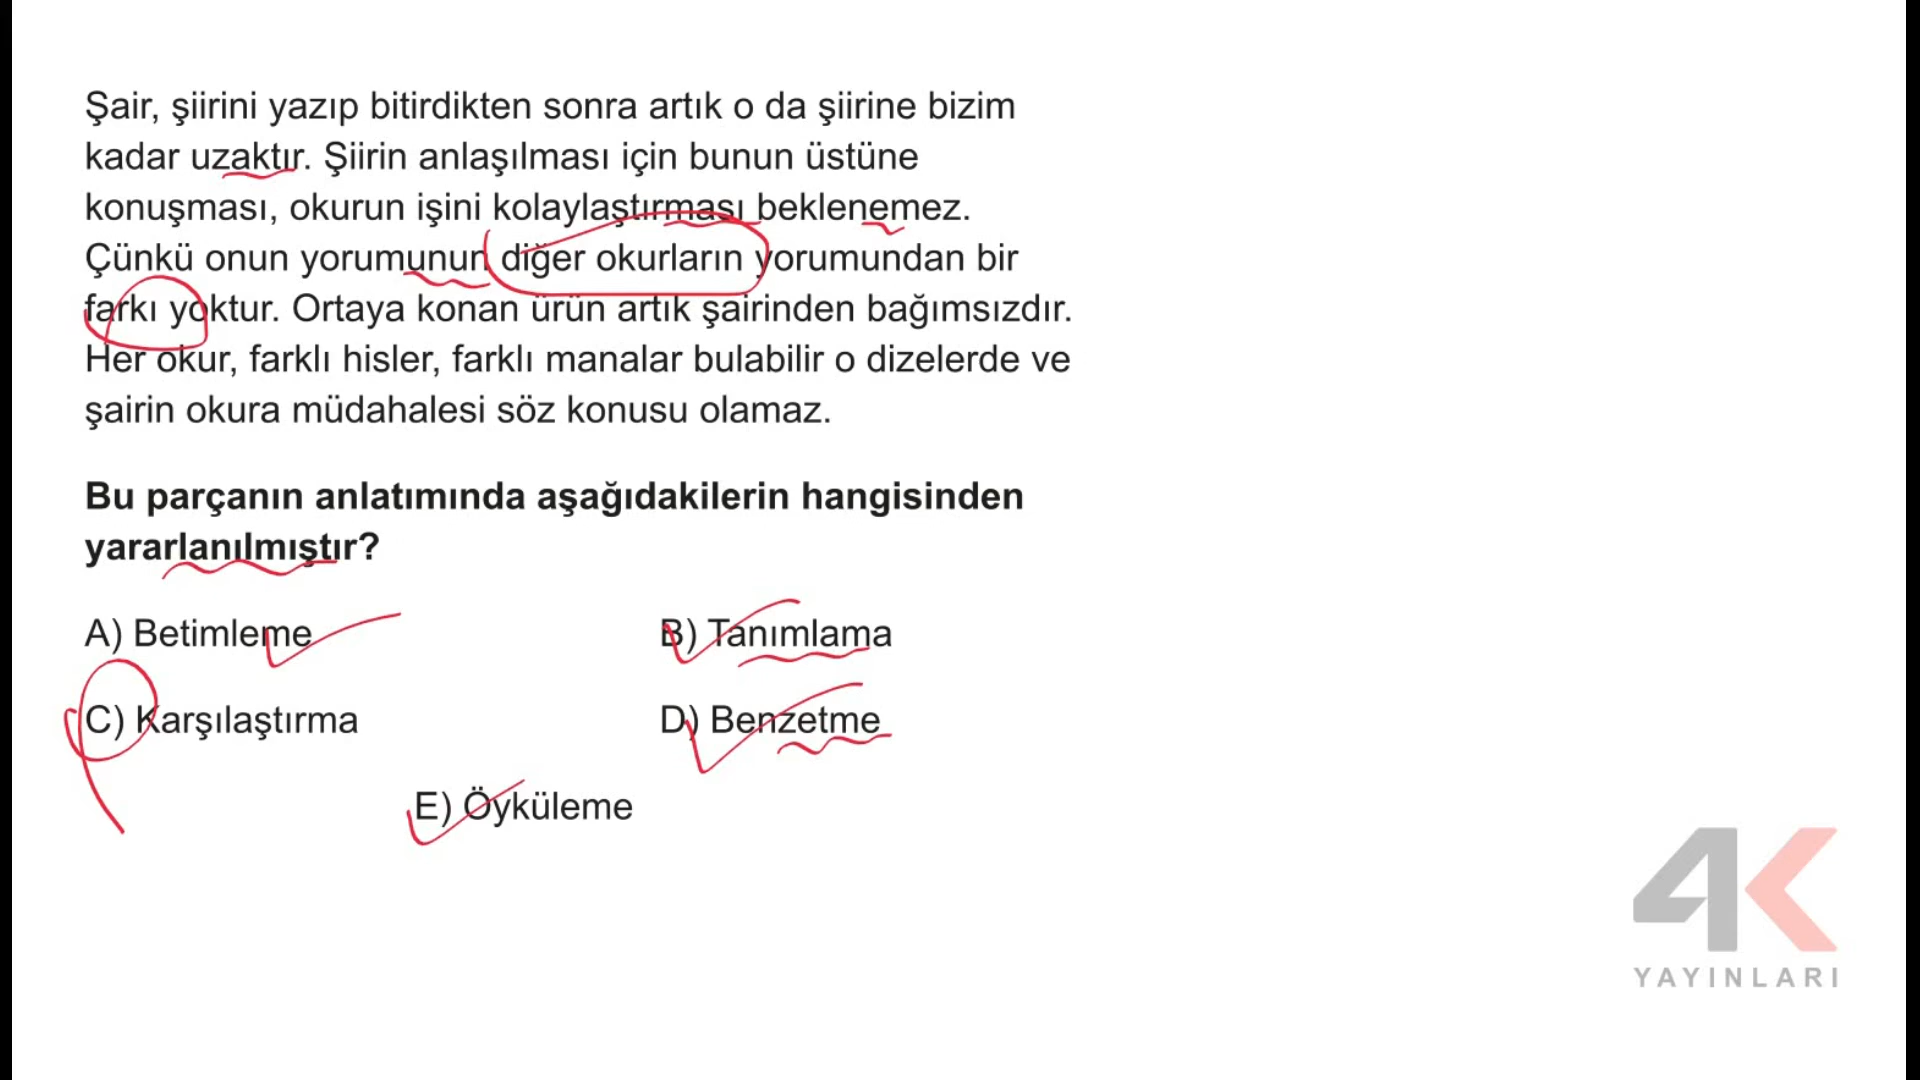 Şair, şiirini yazıp bitirdikten sonra artık o da şiirine bizim
kadar uzaktır. Şiirin anlaşılması için bunun üstüne
konuşması, okurun işini kolaylaştırması beklenemez.
Çünkü onun yorumunun diğer okurların yorumundan bir
farkı yoktur. Ortaya konan ürün artık şairinden bağımsızdır.
Her okur, farklı hisler, farklı manalar bulabilir o dizelerde ve
şairin okura müdahalesi söz konusu olamaz.
Bu parçanın anlatımında aşağıdakilerin hangisinden
yararlanılmıştır?
A) Betimleme
B) Tanımlama
C) Karşılaştırma
D) Benzetme
E) Öyküleme
4K
YAYINLARI